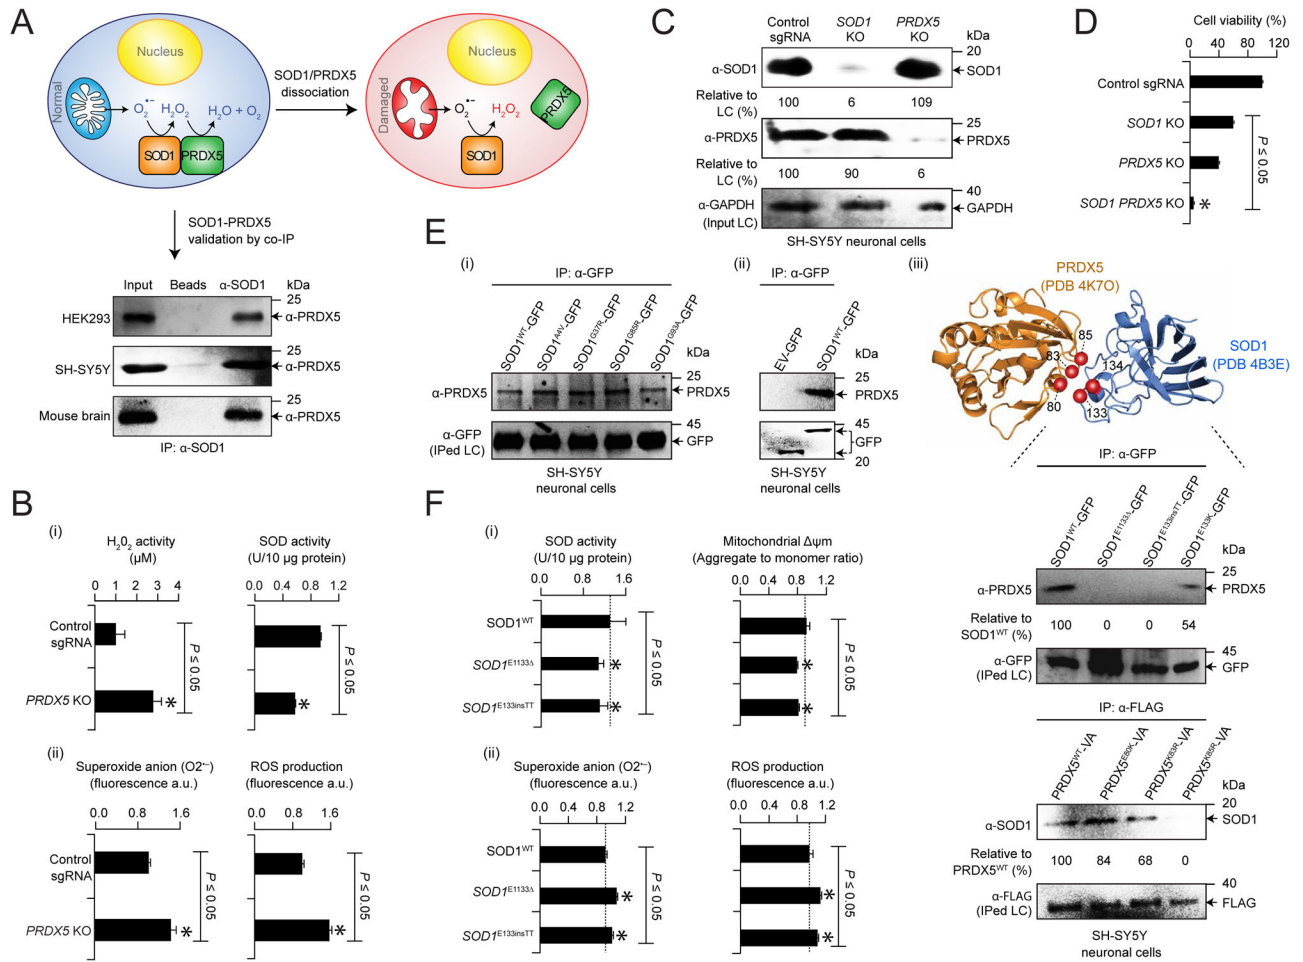 A
Nucleus
Normal
O₂•− H₂O₂ H₂O + O₂
SOD1 PRDX5
SOD1/PRDX5
dissociation
Nucleus
Damaged
O₂•− H₂O₂
SOD1
PRDX5
SOD1-PRDX5
validation by co-IP
Input Beads α-SOD1 kDa
25
HEK293 α-PRDX5
25
SH-SY5Y α-PRDX5
25
Mouse brain α-PRDX5
IP: α-SOD1
B
(i)
H₂0₂ activity
(µM)
0 1 2 3 4
Control
sgRNA
PRDX5 KO *
P ≤ 0.05
SOD activity
(U/10 µg protein)
0.0 0.4 0.8 1.2
*
P ≤ 0.05
(ii)
Superoxide anion (O2•−)
(fluorescence a.u.)
0.0 0.8 1.6
Control
sgRNA
PRDX5 KO *
P ≤ 0.05
ROS production
(fluorescence a.u.)
0.0 0.8 1.6
*
P ≤ 0.05
C
Control
sgRNA
SOD1
KO
PRDX5
KO
kDa
20
α-SOD1 SOD1
Relative to
LC (%)
100 6 109
25
α-PRDX5 PRDX5
Relative to
LC (%)
100 90 6
40
α-GAPDH
(Input LC)
GAPDH
SH-SY5Y neuronal cells
D
Cell viability (%)
0 40 80 120
Control sgRNA
SOD1 KO
PRDX5 KO
SOD1 PRDX5 KO *
P ≤ 0.05
E
(i)
IP: α-GFP
SOD1WT-GFP
SOD1A4V-GFP
SOD1G37R-GFP
SOD1G85R-GFP
SOD1G93A-GFP
kDa
25
α-PRDX5 PRDX5
45
α-GFP
(IPed LC)
GFP
SH-SY5Y
neuronal cells
(ii)
IP: α-GFP
EV-GFP
SOD1WT-GFP
kDa
25
PRDX5
45
GFP
20
SH-SY5Y
neuronal cells
(iii)
PRDX5
(PDB 4K7O)
SOD1
(PDB 4B3E)
85
83
80
134
133
IP: α-GFP
SOD1WT-GFP
SOD1E1133Δ-GFP
SOD1E133insTT-GFP
SOD1E133K-GFP
kDa
25
α-PRDX5 PRDX5
Relative to
SOD1WT (%)
100 0 0 54
45
α-GFP
(IPed LC)
GFP
IP: α-FLAG
PRDX5WT-VA
PRDX5E80K-VA
PRDX5K83R-VA
PRDX5K85R-VA
kDa
20
α-SOD1 SOD1
Relative to
PRDX5WT (%)
100 84 68 0
40
α-FLAG
(IPed LC)
FLAG
SH-SY5Y
neuronal cells
F
(i)
SOD activity
(U/10 µg protein)
0.0 0.8 1.6
SOD1WT
SOD1E1133Δ *
SOD1E133insTT *
P ≤ 0.05
Mitochondrial Δψm
(Aggregate to monomer ratio)
0.0 0.4 0.8 1.2
*
*
P ≤ 0.05
(ii)
Superoxide anion (O2•−)
(fluorescence a.u.)
0.0 0.4 0.8 1.2
SOD1WT
SOD1E1133Δ *
SOD1E133insTT *
P ≤ 0.05
ROS production
(fluorescence a.u.)
0.0 0.4 0.8 1.2
*
*
P ≤ 0.05